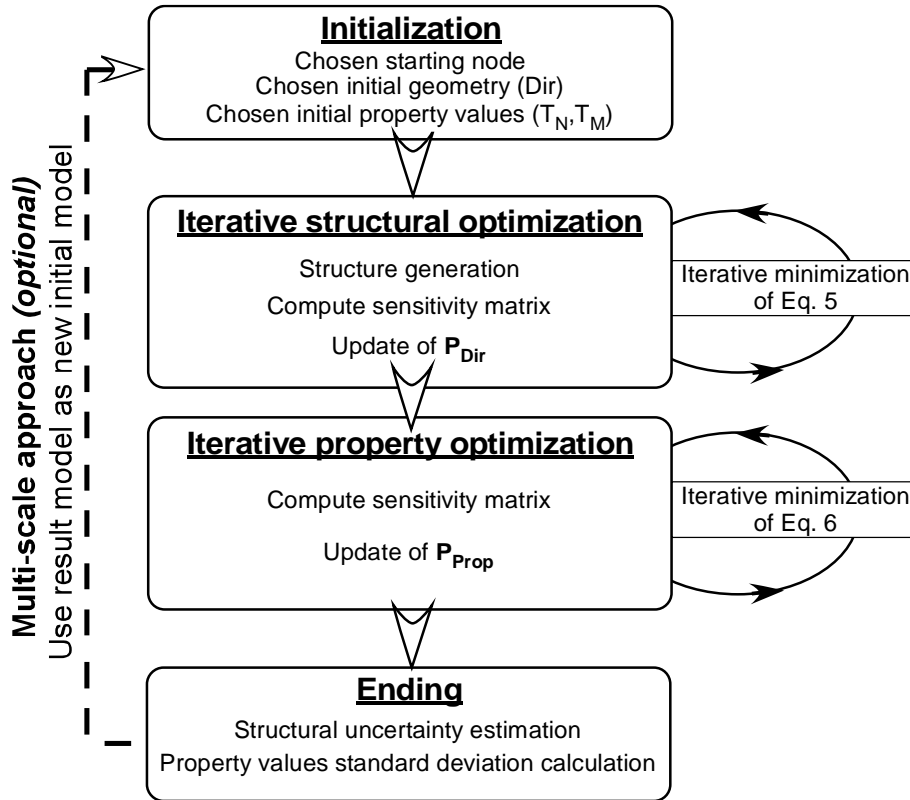 Initialization
Chosen starting node
Chosen initial geometry (Dir)
Chosen initial property values (T_N,T_M)
Iterative structural optimization
Structure generation
Compute sensitivity matrix
Update of P_Dir
Iterative minimization
of Eq. 5
Iterative property optimization
Compute sensitivity matrix
Update of P_Prop
Iterative minimization
of Eq. 6
Ending
Structural uncertainty estimation
Property values standard deviation calculation
Multi-scale approach (optional)
Use result model as new initial model